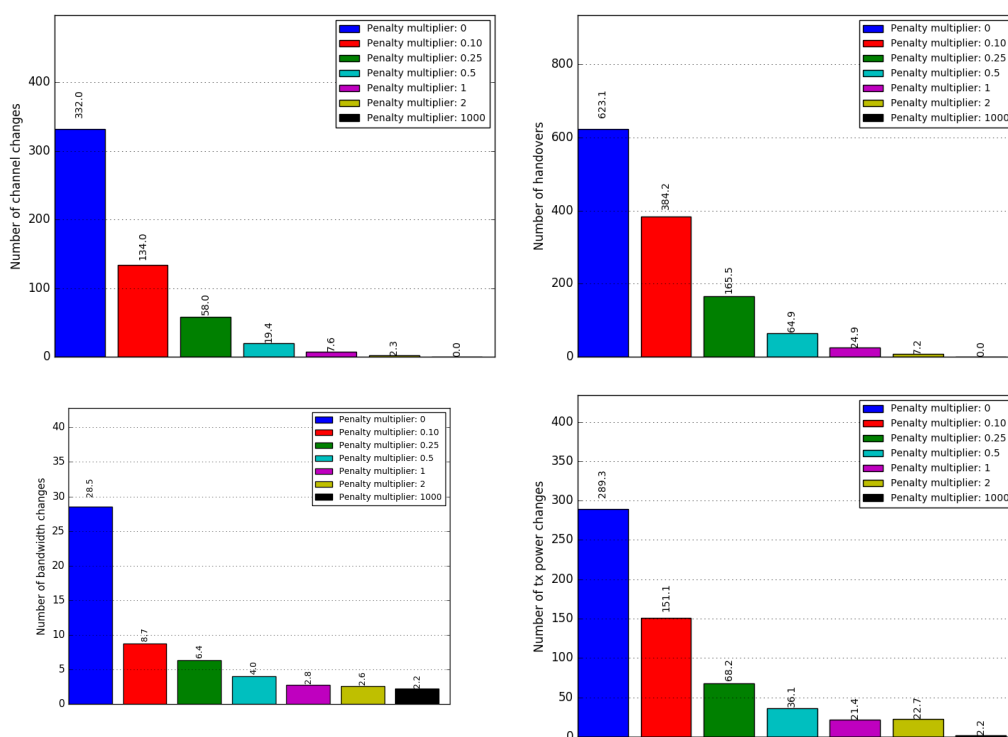 Number of channel changes
400
300
200
100
0
332.0
134.0
58.0
19.4
7.6
2.3
0.0
Penalty multiplier: 0
Penalty multiplier: 0.10
Penalty multiplier: 0.25
Penalty multiplier: 0.5
Penalty multiplier: 1
Penalty multiplier: 2
Penalty multiplier: 1000
Number of handovers
800
600
400
200
0
623.1
384.2
165.5
64.9
24.9
7.2
0.0
Penalty multiplier: 0
Penalty multiplier: 0.10
Penalty multiplier: 0.25
Penalty multiplier: 0.5
Penalty multiplier: 1
Penalty multiplier: 2
Penalty multiplier: 1000
Number of bandwidth changes
40
35
30
25
20
15
10
5
0
28.5
8.7
6.4
4.0
2.8
2.6
2.2
Penalty multiplier: 0
Penalty multiplier: 0.10
Penalty multiplier: 0.25
Penalty multiplier: 0.5
Penalty multiplier: 1
Penalty multiplier: 2
Penalty multiplier: 1000
Number of tx power changes
400
350
300
250
200
150
100
50
0
289.3
151.1
68.2
36.1
21.4
22.7
2.2
Penalty multiplier: 0
Penalty multiplier: 0.10
Penalty multiplier: 0.25
Penalty multiplier: 0.5
Penalty multiplier: 1
Penalty multiplier: 2
Penalty multiplier: 1000